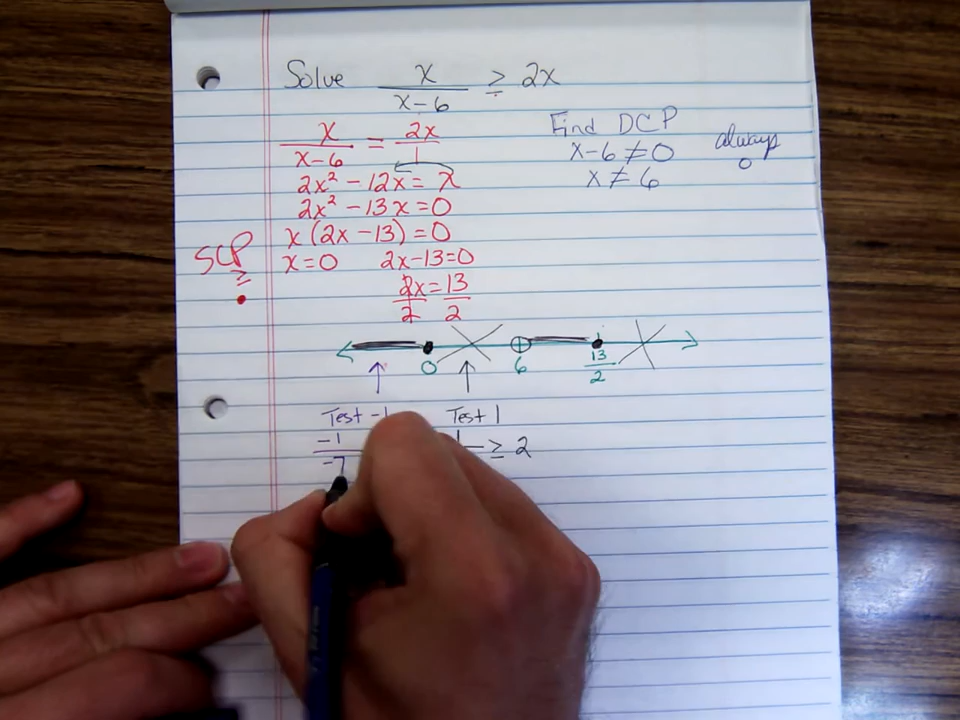 Solve x/(x-6) ≥ 2x
x/(x-6) = 2x/1
2x² - 12x = x
2x² - 13x = 0
x(2x - 13) = 0
x = 0 2x - 13 = 0
2x/2 = 13/2
SCP
≥
Find DCP
x - 6 ≠ 0
x ≠ 6
always
0 6 13/2
Test -1 Test 1
-1/-7
≥ 2